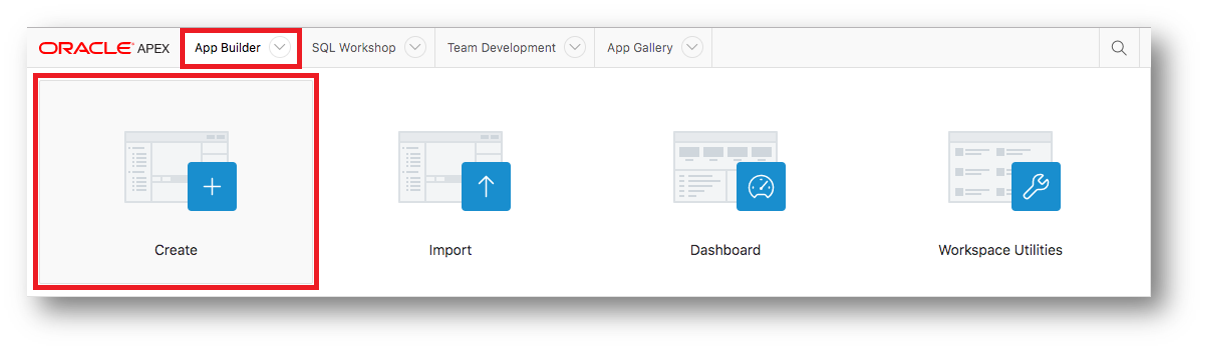 ORACLE APEX App Builder SQL Workshop Team Development App Gallery
Create Import Dashboard Workspace Utilities